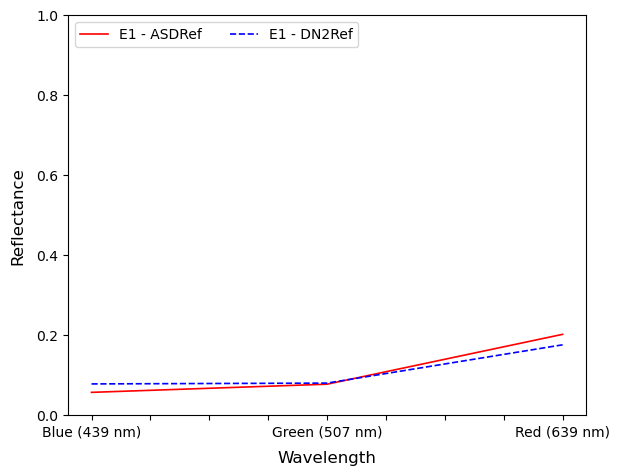 E1 - ASDRef
E1 - DN2Ref
1.0
0.8
0.6
0.4
0.2
0.0
Reflectance
Blue (439 nm)
Green (507 nm)
Red (639 nm)
Wavelength